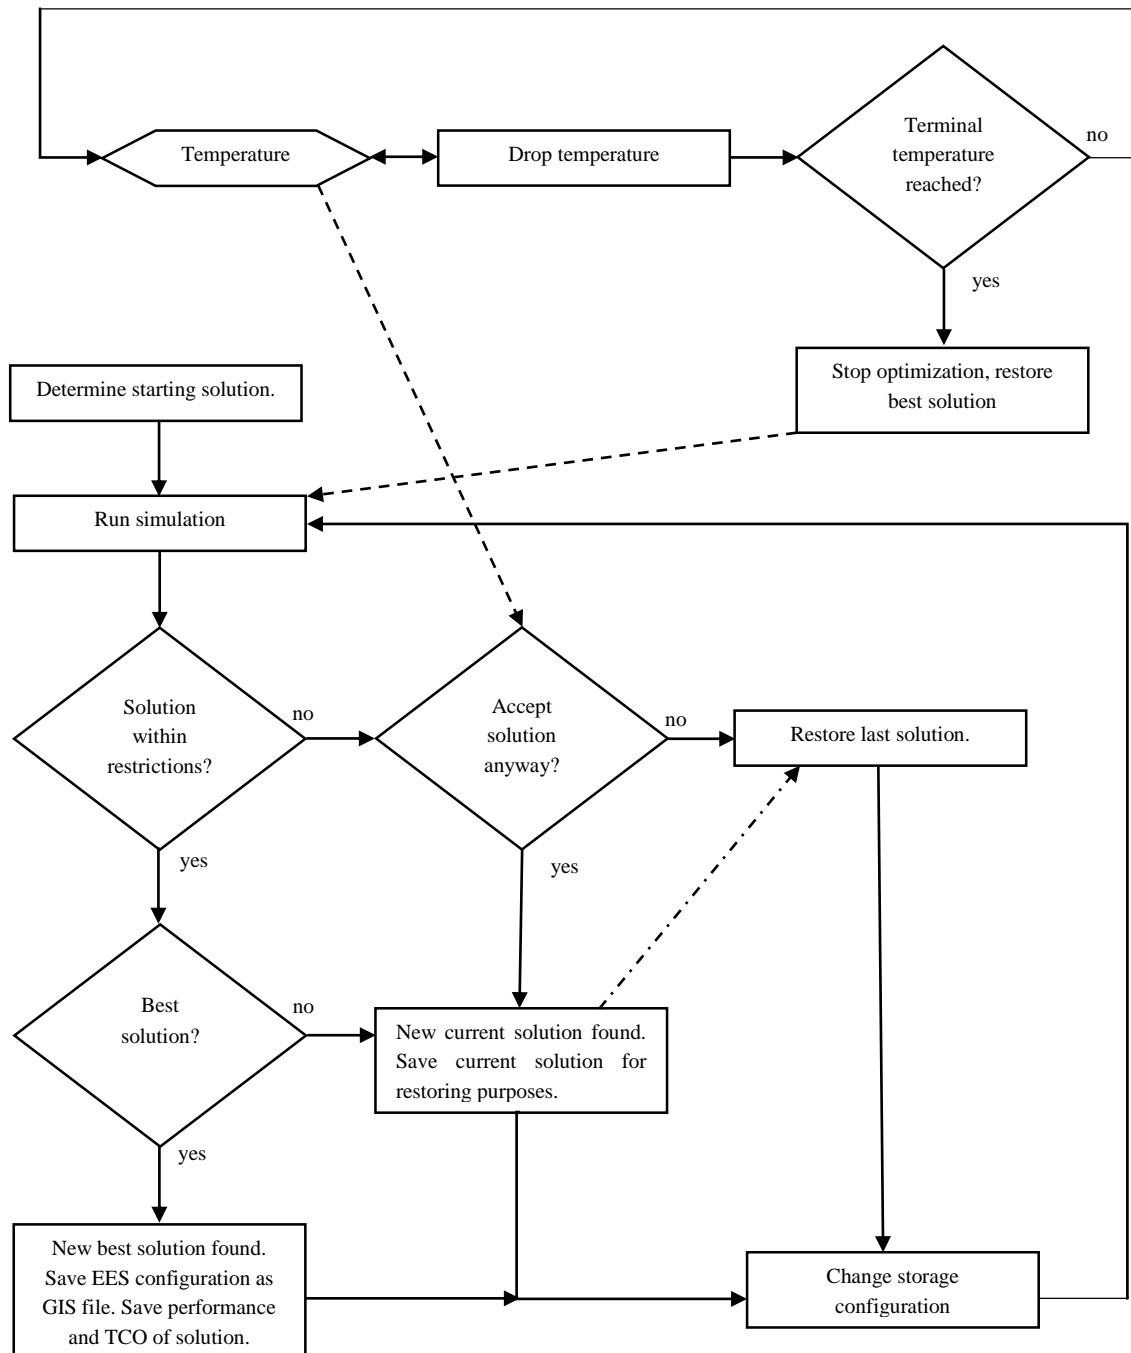 Temperature
Drop temperature
Terminal
temperature
reached?
no
yes
Stop optimization, restore
best solution
Determine starting solution.
Run simulation
Solution
within
restrictions?
no
Accept
solution
anyway?
no
Restore last solution.
yes
yes
Best
solution?
no
New current solution found.
Save current solution for
restoring purposes.
yes
New best solution found.
Save EES configuration as
GIS file. Save performance
and TCO of solution.
Change storage
configuration